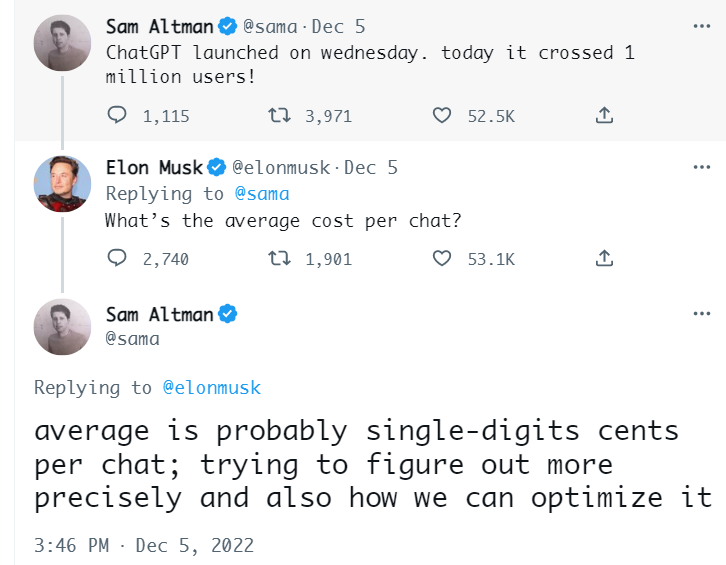 Sam Altman @sama · Dec 5
ChatGPT launched on wednesday. today it crossed 1
million users!
1,115 3,971 52.5K
Elon Musk @elonmusk · Dec 5
Replying to @sama
What’s the average cost per chat?
2,740 1,901 53.1K
Sam Altman
@sama
Replying to @elonmusk
average is probably single-digits cents
per chat; trying to figure out more
precisely and also how we can optimize it
3:46 PM · Dec 5, 2022